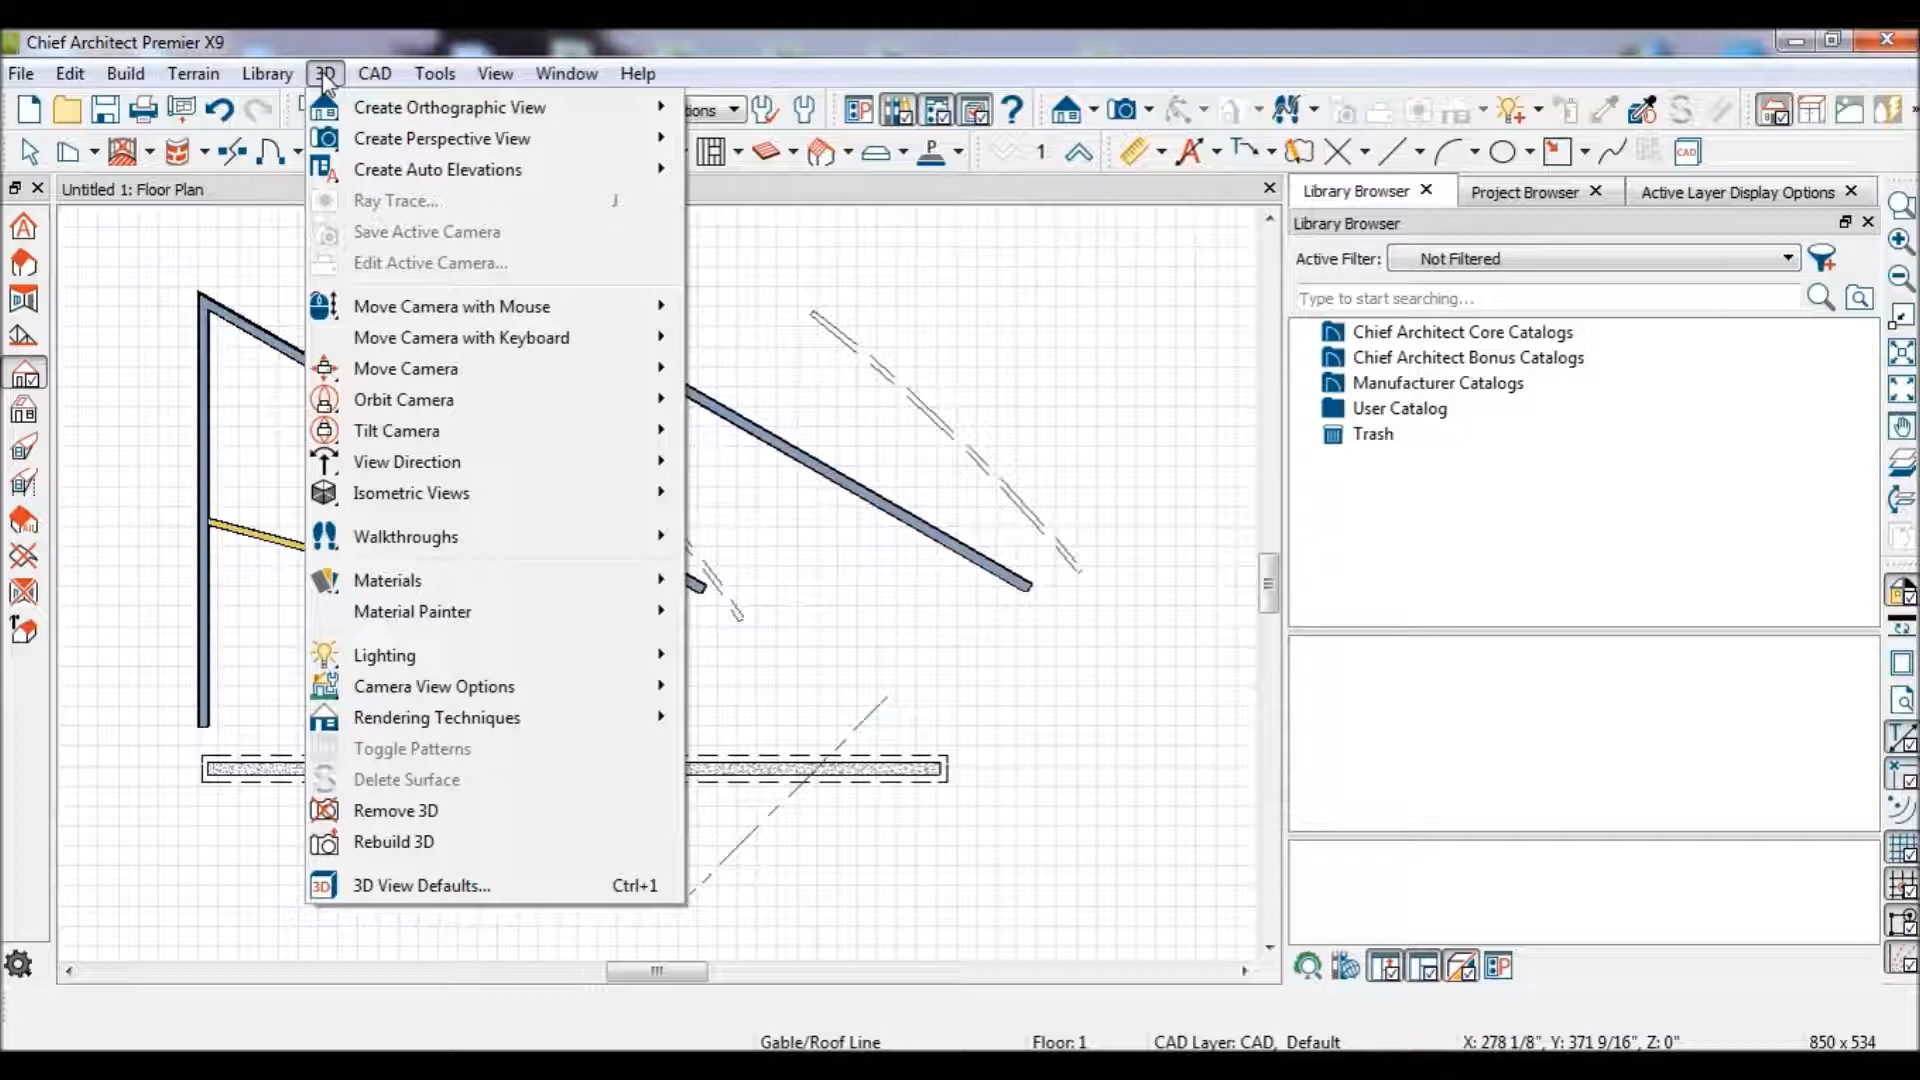 Chief Architect Premier X9
File Edit Build Terrain Library 3D CAD Tools View Window Help
Create Orthographic View
Create Perspective View
Create Auto Elevations
Ray Trace... J
Save Active Camera
Edit Active Camera...
Move Camera with Mouse
Move Camera with Keyboard
Move Camera
Orbit Camera
Tilt Camera
View Direction
Isometric Views
Walkthroughs
Materials
Material Painter
Lighting
Camera View Options
Rendering Techniques
Toggle Patterns
Delete Surface
Remove 3D
Rebuild 3D
3D View Defaults... Ctrl+1
ions
1
CAD
Untitled 1: Floor Plan
Library Browser Project Browser Active Layer Display Options
Library Browser
Active Filter: Not Filtered
Type to start searching...
Chief Architect Core Catalogs
Chief Architect Bonus Catalogs
Manufacturer Catalogs
User Catalog
Trash
Gable/Roof Line Floor: 1 CAD Layer: CAD, Default X: 278 1/8", Y: 371 9/16", Z: 0" 850 x 534